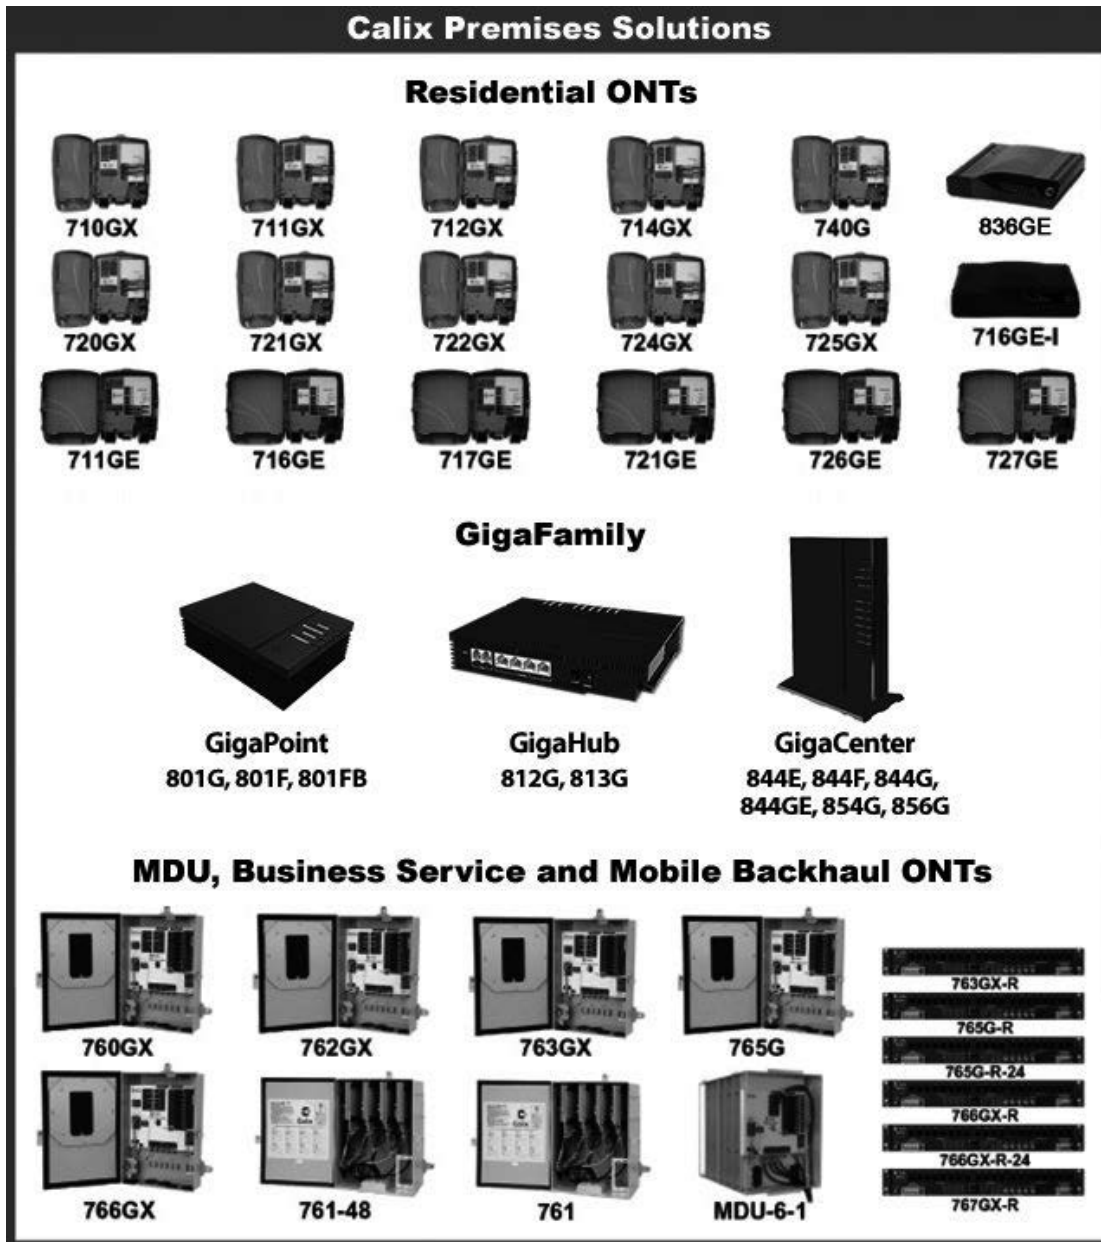 Calix Premises Solutions
Residential ONTs
710GX 711GX 712GX 714GX 740G 836GE
720GX 721GX 722GX 724GX 725GX 716GE-I
711GE 716GE 717GE 721GE 726GE 727GE
GigaFamily
GigaPoint GigaHub GigaCenter
801G, 801F, 801FB 812G, 813G 844E, 844F, 844G,
844GE, 854G, 856G
MDU, Business Service and Mobile Backhaul ONTs
760GX 762GX 763GX 765G
763GX-R
765G-R
765G-R-24
766GX-R
766GX-R-24
767GX-R
766GX 761-48 761 MDU-6-1